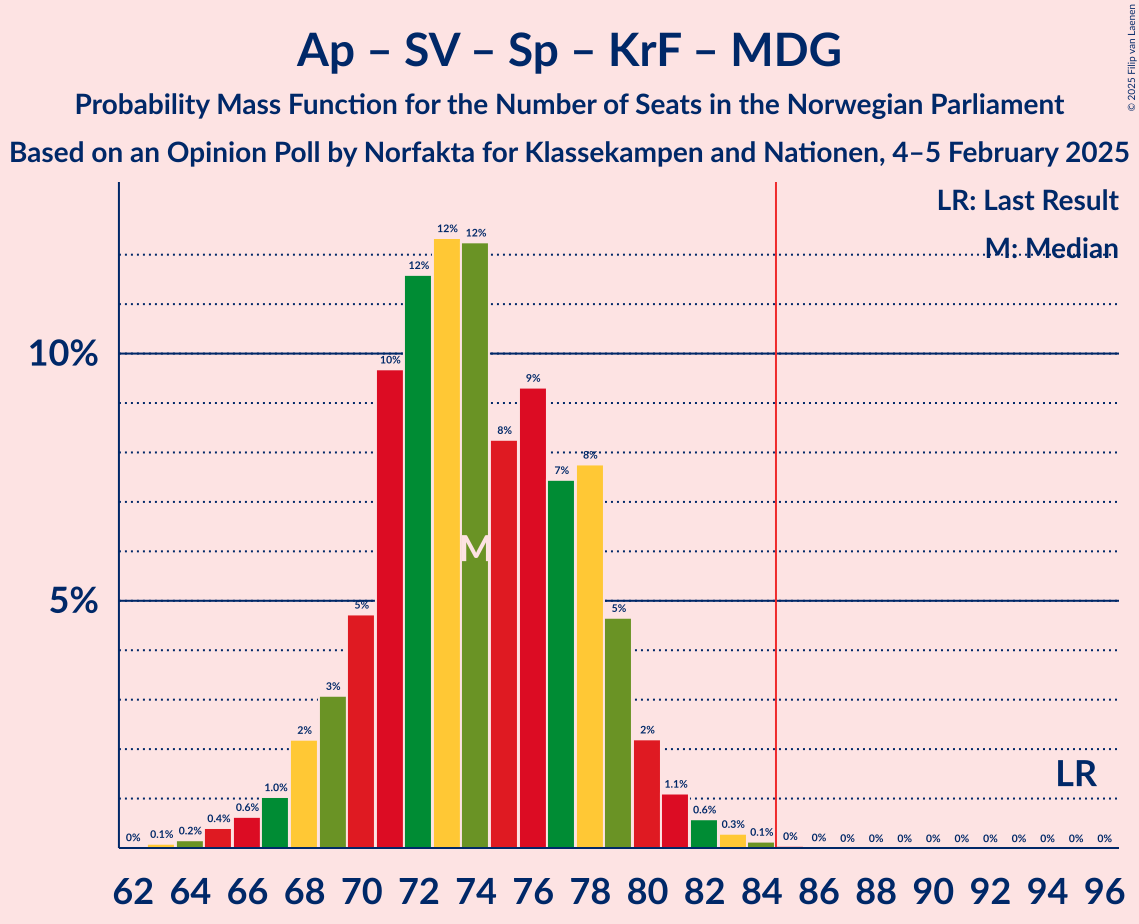 Ap – SV – Sp – KrF – MDG
Probability Mass Function for the Number of Seats in the Norwegian Parliament
Based on an Opinion Poll by Norfakta for Klassekampen and Nationen, 4–5 February 2025
© 2025 Filip van Laenen
LR: Last Result
M: Median
10%
5%
0% 0.1% 0.2% 0.4% 0.6% 1.0% 2% 3% 5% 10% 12% 12% 12% 8% 9% 7% 8% 5% 2% 1.1% 0.6% 0.3% 0.1% 0% 0% 0% 0% 0% 0% 0% 0% 0% 0% 0% 0%
M
LR
62 64 66 68 70 72 74 76 78 80 82 84 86 88 90 92 94 96